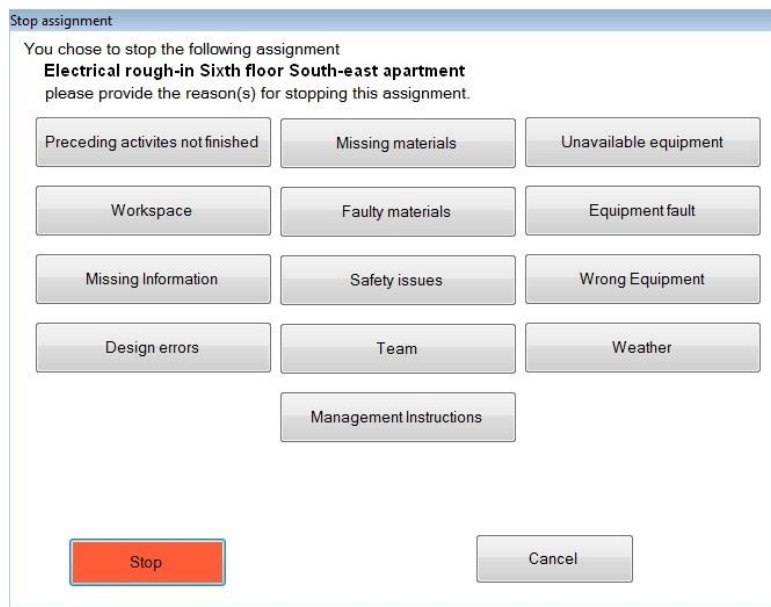 Stop assignment
You chose to stop the following assignment
Electrical rough-in Sixth floor South-east apartment
please provide the reason(s) for stopping this assignment.
Preceding activites not finished
Missing materials
Unavailable equipment
Workspace
Faulty materials
Equipment fault
Missing Information
Safety issues
Wrong Equipment
Design errors
Team
Weather
Management Instructions
Stop
Cancel